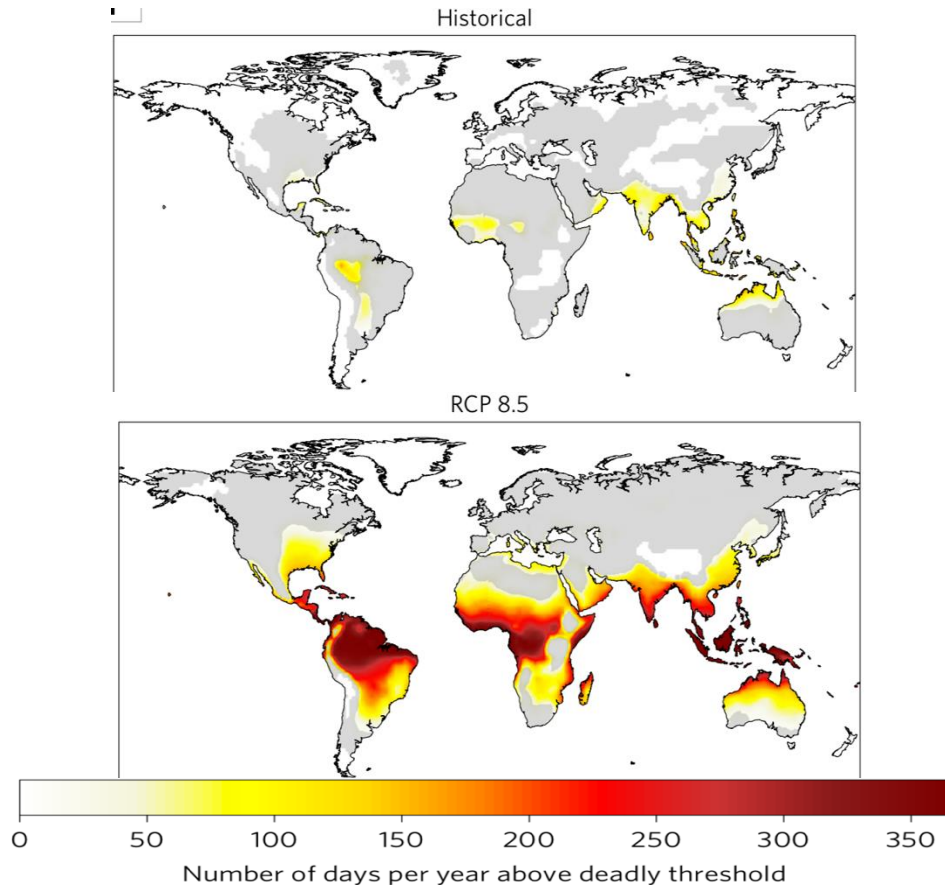 Historical
RCP 8.5
0 50 100 150 200 250 300 350
Number of days per year above deadly threshold